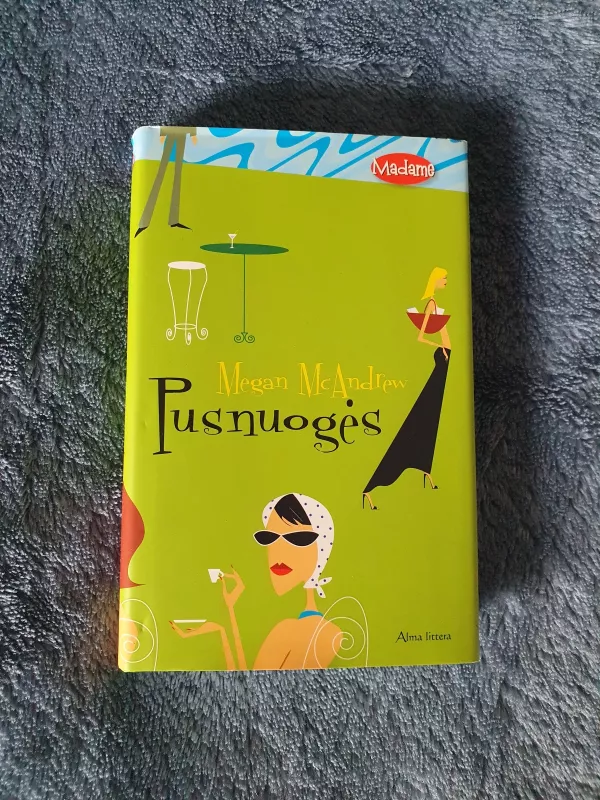 Madame
Megan McAndrew
Pusnuogės
Alma littera